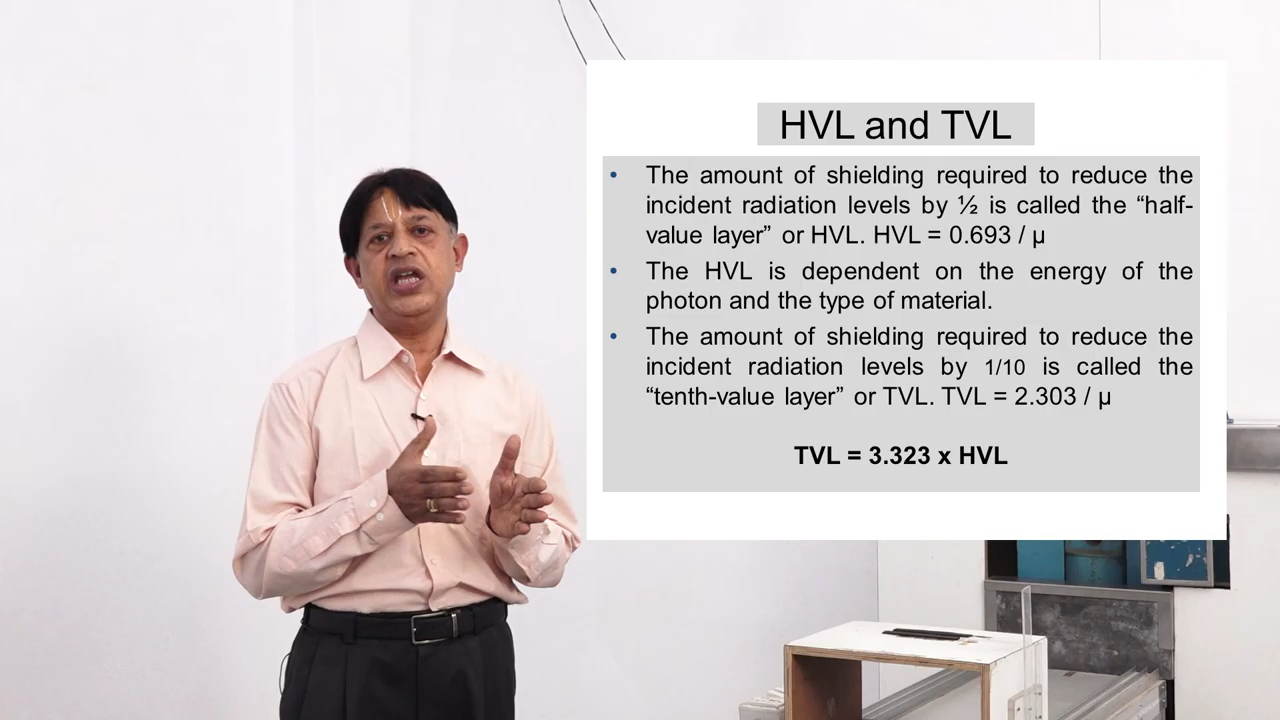 HVL and TVL
• The amount of shielding required to reduce the
incident radiation levels by ½ is called the “half-
value layer” or HVL. HVL = 0.693 / μ
• The HVL is dependent on the energy of the
photon and the type of material.
• The amount of shielding required to reduce the
incident radiation levels by 1/10 is called the
“tenth-value layer” or TVL. TVL = 2.303 / μ
TVL = 3.323 x HVL